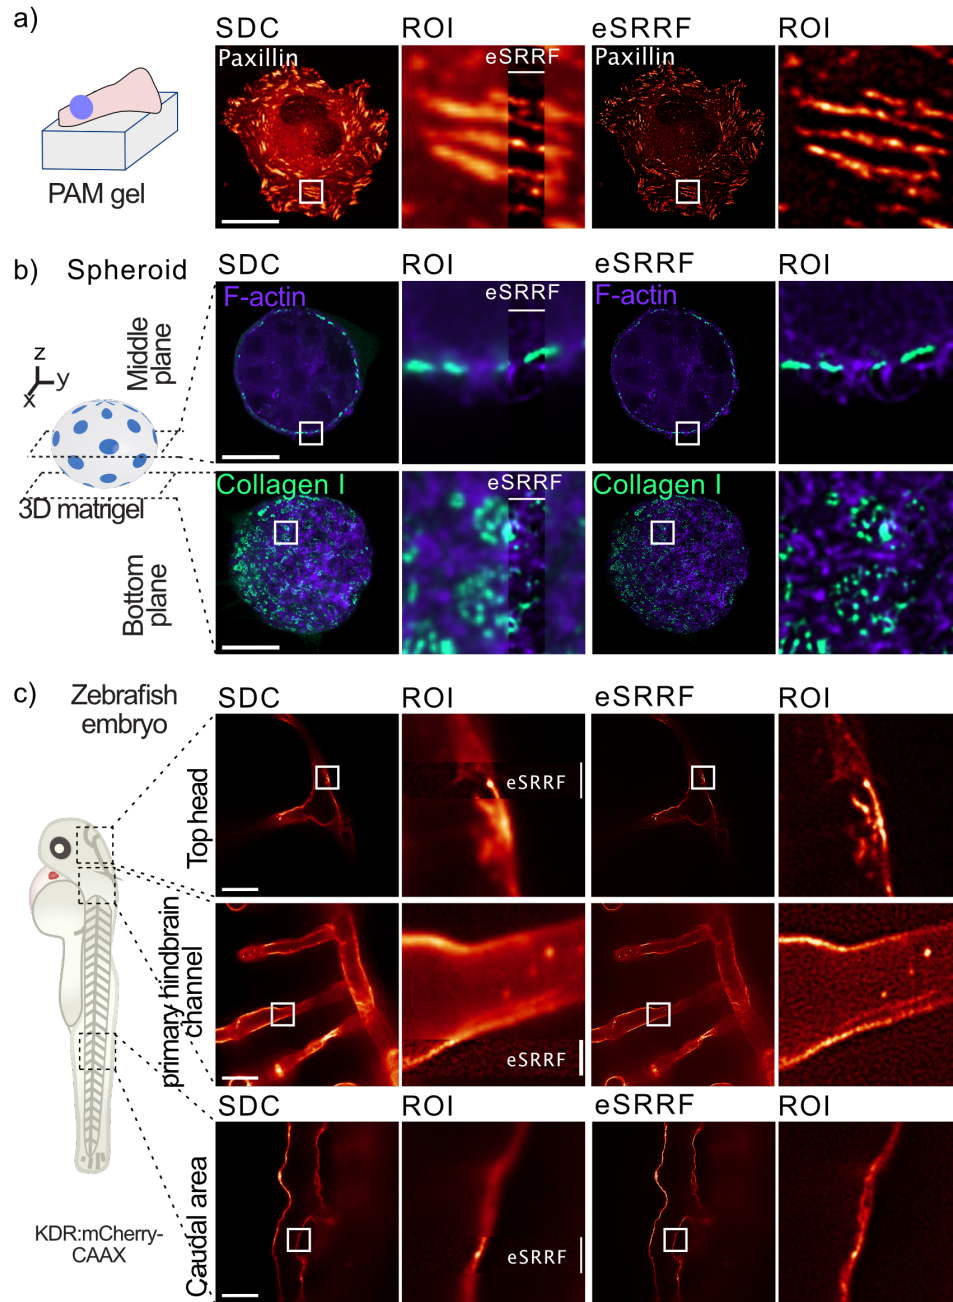 a)
SDC
ROI
eSRRF
ROI
Paxillin
eSRRF
Paxillin
PAM gel
b)
Spheroid
SDC
ROI
eSRRF
ROI
F-actin
eSRRF
F-actin
z
y
x
Middle
plane
3D matrigel
Collagen I
eSRRF
Collagen I
Bottom
plane
c)
Zebrafish
embryo
SDC
ROI
eSRRF
ROI
Top head
eSRRF
primary hindbrain
channel
eSRRF
SDC
ROI
eSRRF
ROI
Caudal area
eSRRF
KDR:mCherry-
CAAX